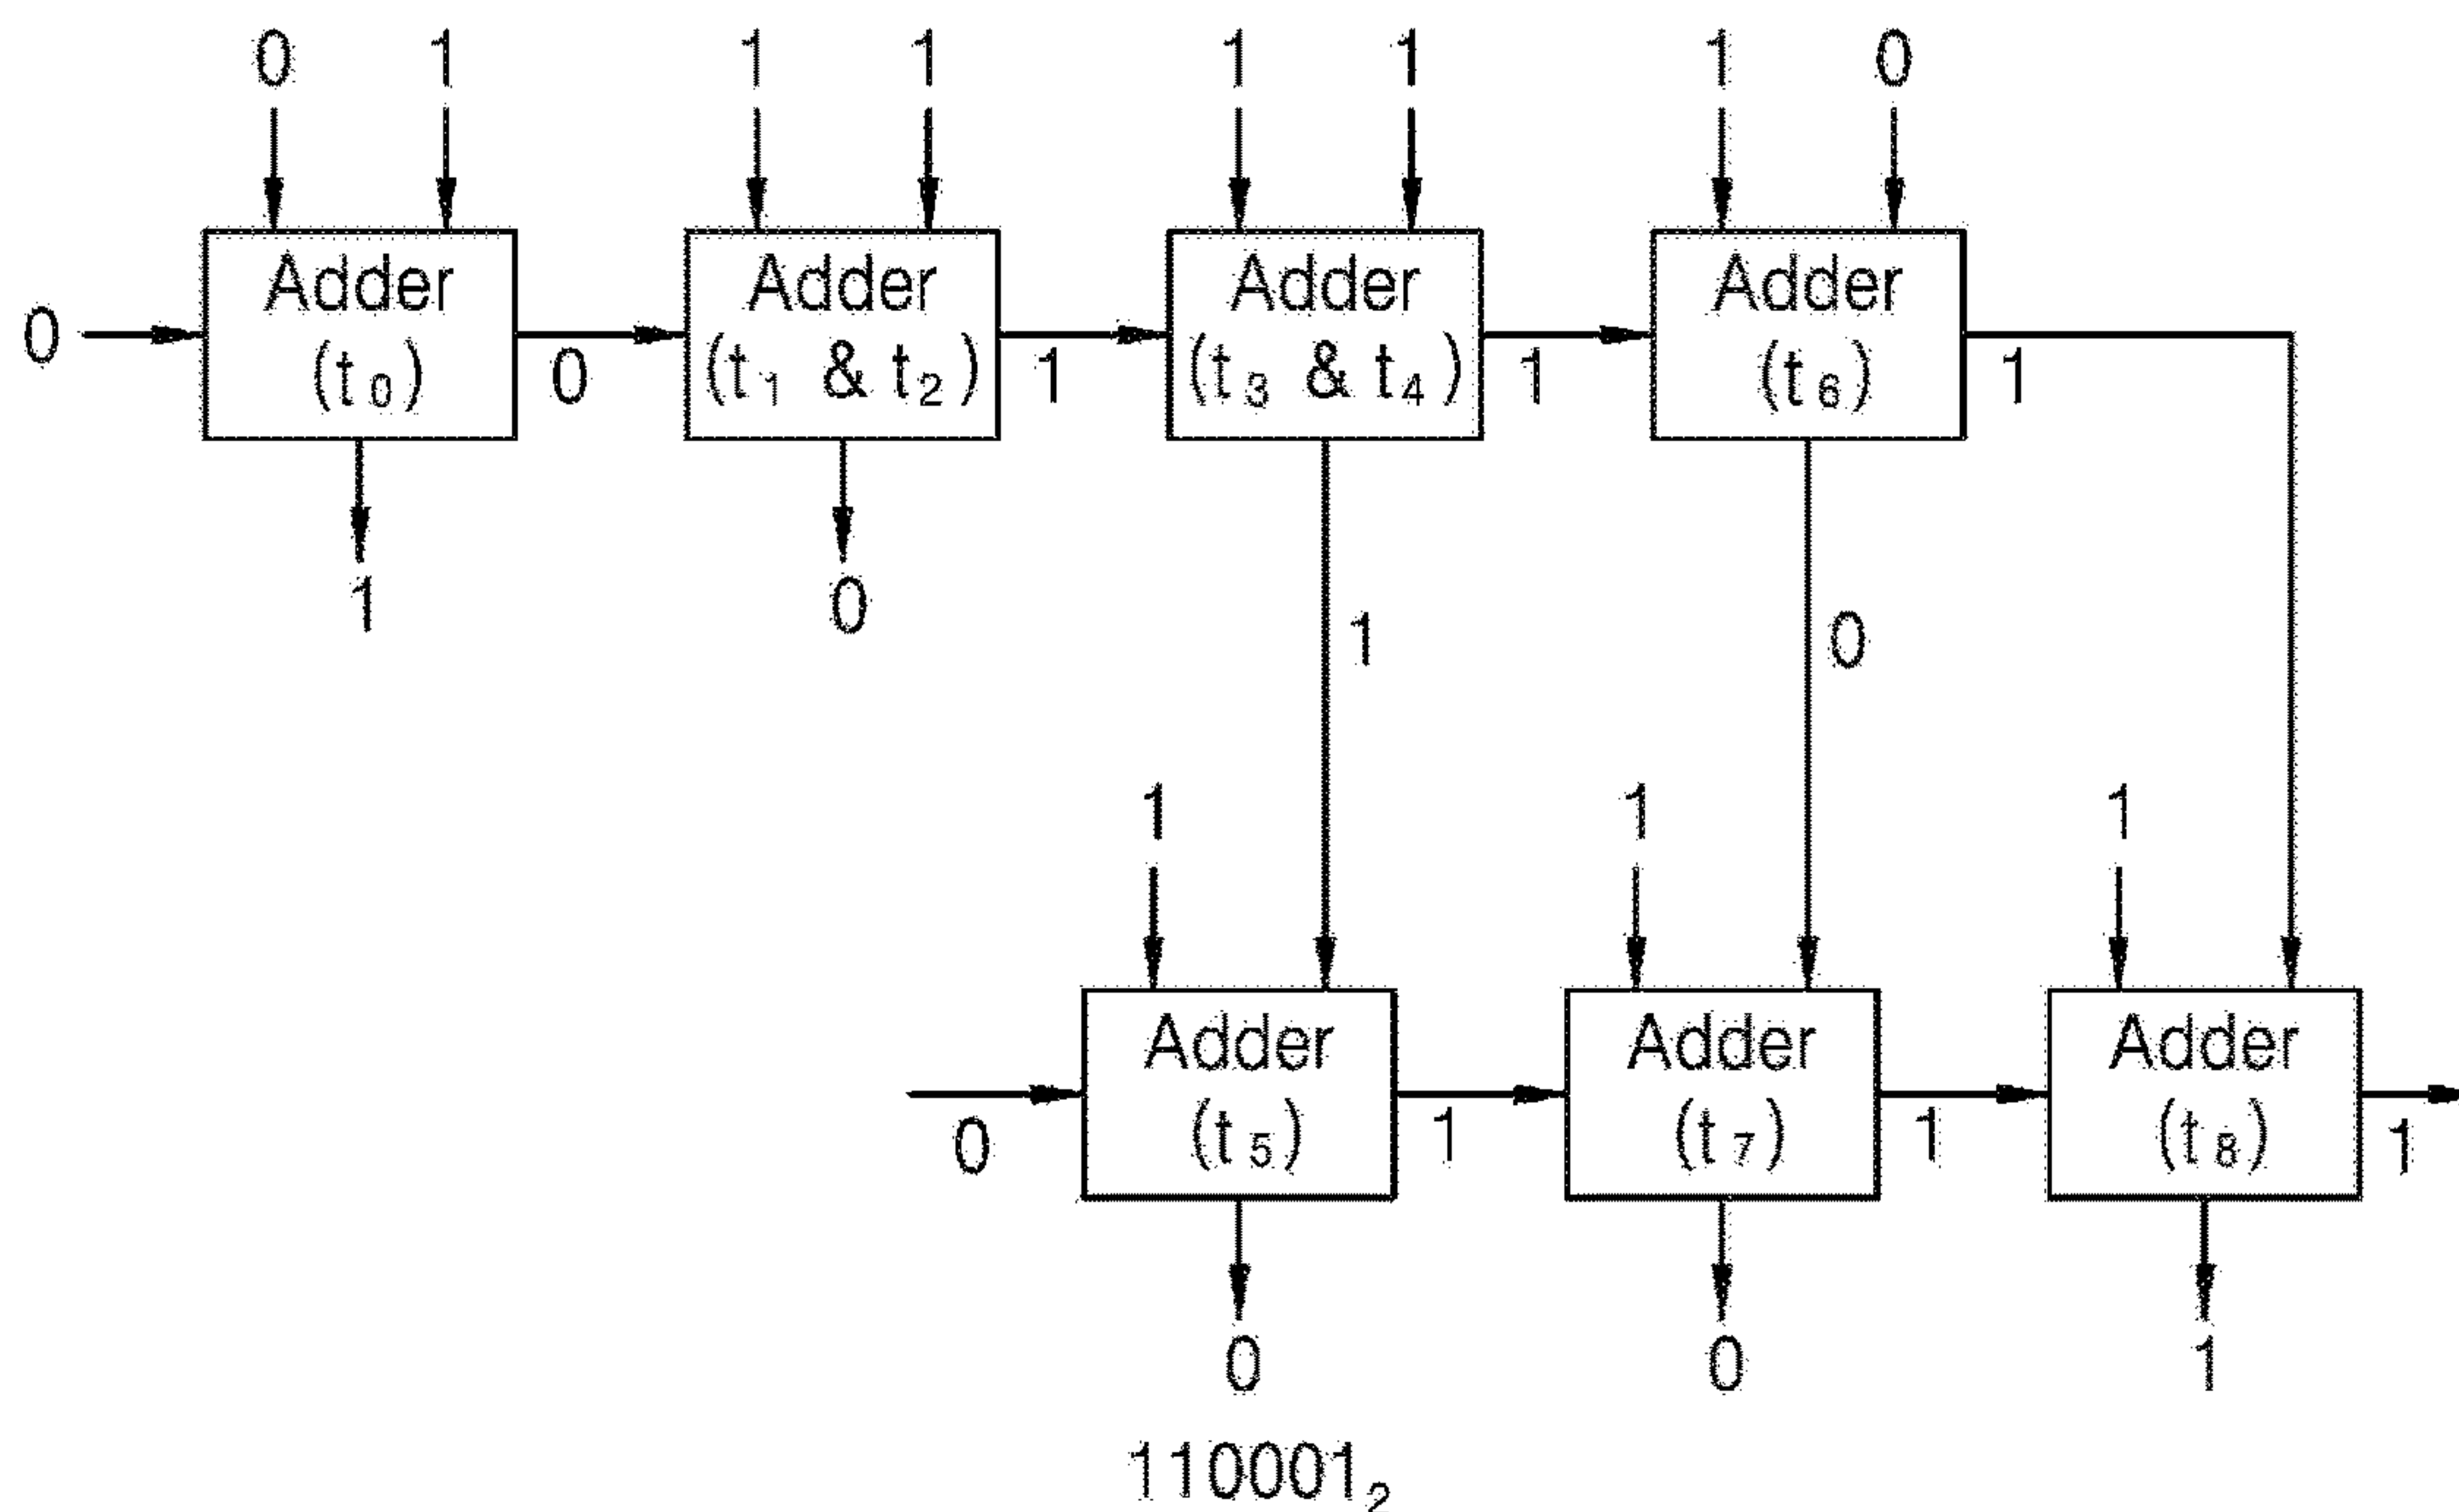 0 1 1 1 1 1 1 0
Adder Adder Adder Adder
0 (t0) 0 (t1 & t2) 1 (t3 & t4) 1 (t6) 1
1 0
1 0
1 1 1
Adder Adder Adder
0 (t5) 1 (t7) 1 (t8) 1
0 0 1
110001₂